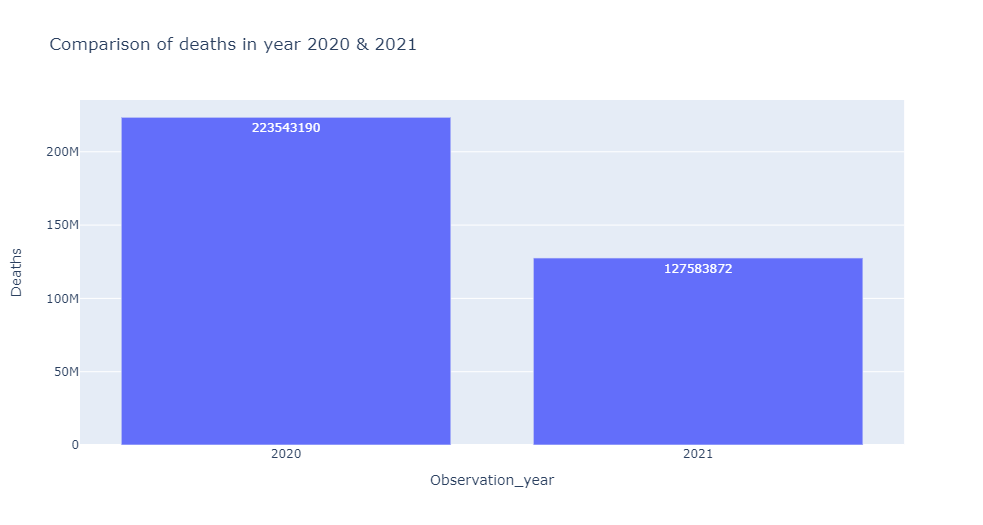 Comparison of deaths in year 2020 & 2021
Deaths
200M
150M
100M
50M
0
223543190
127583872
2020
2021
Observation_year